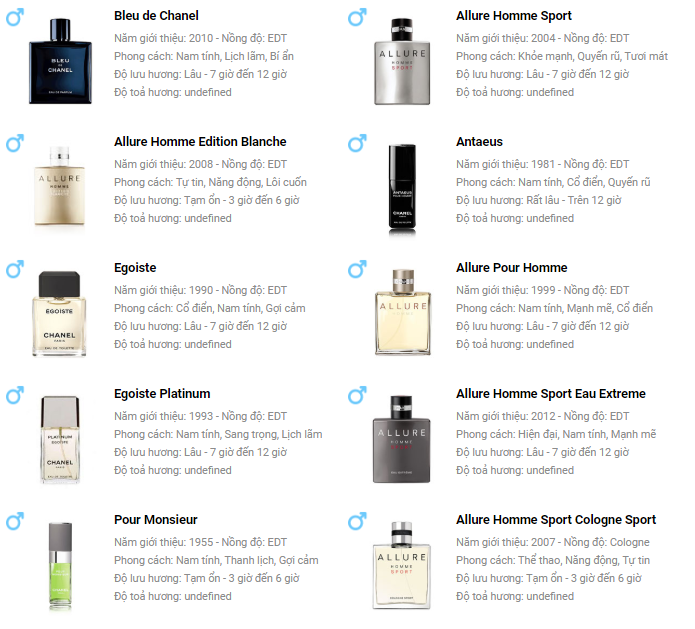 Bleu de Chanel
Năm giới thiệu: 2010 - Nồng độ: EDT
Phong cách: Nam tính, Lịch lãm, Bí ẩn
Độ lưu hương: Lâu - 7 giờ đến 12 giờ
Độ toả hương: undefined
BLEU
DE
CHANEL
Allure Homme Sport
Năm giới thiệu: 2004 - Nồng độ: EDT
Phong cách: Khỏe mạnh, Quyến rũ, Tươi mát
Độ lưu hương: Lâu - 7 giờ đến 12 giờ
Độ toả hương: undefined
ALLURE
HOMME
SPORT
Allure Homme Edition Blanche
Năm giới thiệu: 2008 - Nồng độ: EDT
Phong cách: Tự tin, Năng động, Lôi cuốn
Độ lưu hương: Tạm ổn - 3 giờ đến 6 giờ
Độ toả hương: undefined
ALLURE
HOMME
Antaeus
Năm giới thiệu: 1981 - Nồng độ: EDT
Phong cách: Nam tính, Cổ điển, Quyến rũ
Độ lưu hương: Rất lâu - Trên 12 giờ
Độ toả hương: undefined
ANTAEUS
CHANEL
Egoiste
Năm giới thiệu: 1990 - Nồng độ: EDT
Phong cách: Cổ điển, Nam tính, Gợi cảm
Độ lưu hương: Lâu - 7 giờ đến 12 giờ
Độ toả hương: undefined
EGOÏSTE
CHANEL
PARIS
Allure Pour Homme
Năm giới thiệu: 1999 - Nồng độ: EDT
Phong cách: Nam tính, Mạnh mẽ, Cổ điển
Độ lưu hương: Lâu - 7 giờ đến 12 giờ
Độ toả hương: undefined
ALLURE
Egoiste Platinum
Năm giới thiệu: 1993 - Nồng độ: EDT
Phong cách: Nam tính, Sang trọng, Lịch lãm
Độ lưu hương: Lâu - 7 giờ đến 12 giờ
Độ toả hương: undefined
PLATINUM
EGOÏSTE
CHANEL
Allure Homme Sport Eau Extreme
Năm giới thiệu: 2012 - Nồng độ: EDT
Phong cách: Hiện đại, Nam tính, Mạnh mẽ
Độ lưu hương: Lâu - 7 giờ đến 12 giờ
Độ toả hương: undefined
ALLURE
HOMME
Pour Monsieur
Năm giới thiệu: 1955 - Nồng độ: EDT
Phong cách: Nam tính, Thanh lịch, Gợi cảm
Độ lưu hương: Tạm ổn - 3 giờ đến 6 giờ
Độ toả hương: undefined
Allure Homme Sport Cologne Sport
Năm giới thiệu: 2007 - Nồng độ: Cologne
Phong cách: Thể thao, Năng động, Tự tin
Độ lưu hương: Tạm ổn - 3 giờ đến 6 giờ
Độ toả hương: undefined
ALLURE
HOMME
SPORT